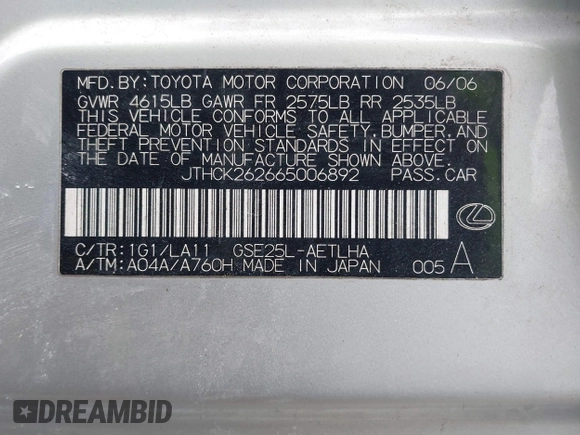 MFD.BY:TOYOTA MOTOR CORPORATION 06/06
GVWR 4615LB GAWR FR 2575LB RR 2535LB
THIS VEHICLE CONFORMS TO ALL APPLICABLE
FEDERAL MOTOR VEHICLE SAFETY,BUMPER,AND
THEFT PREVENTION STANDARDS IN EFFECT ON
THE DATE OF MANUFACTURE SHOWN ABOVE.
JTHCK262665006892 PASS.CAR
C/TR:1G1/LA11 GSE25L-AETLHA
A/TM:A04A/A760H MADE IN JAPAN 005 A
DREAMBID